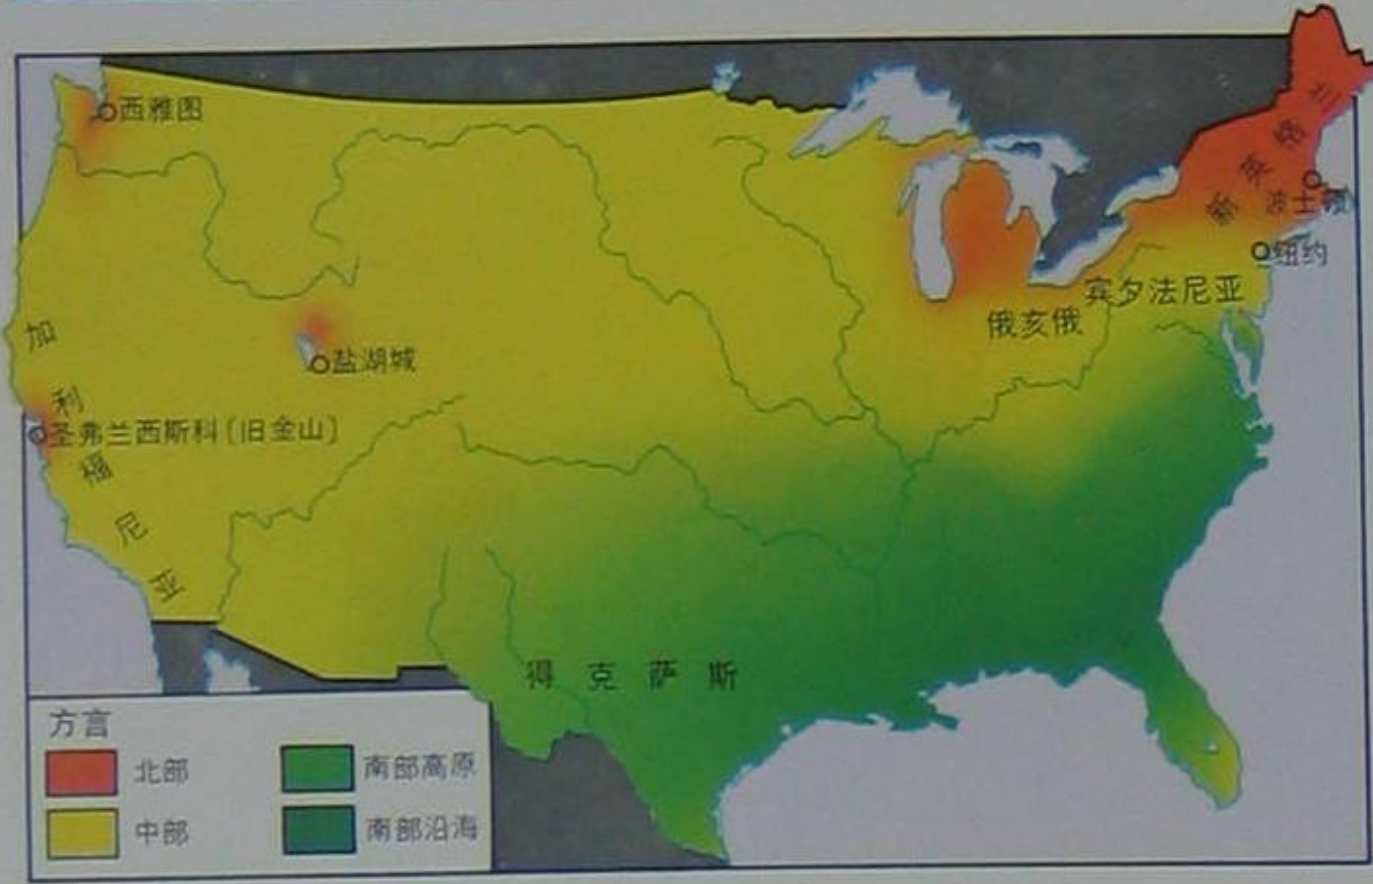 西雅图
新英格兰
波士顿
纽约
宾夕法尼亚
俄亥俄
盐湖城
加利福尼亚
圣弗兰西斯科(旧金山)
得克萨斯
方言
北部
南部高原
中部
南部沿海